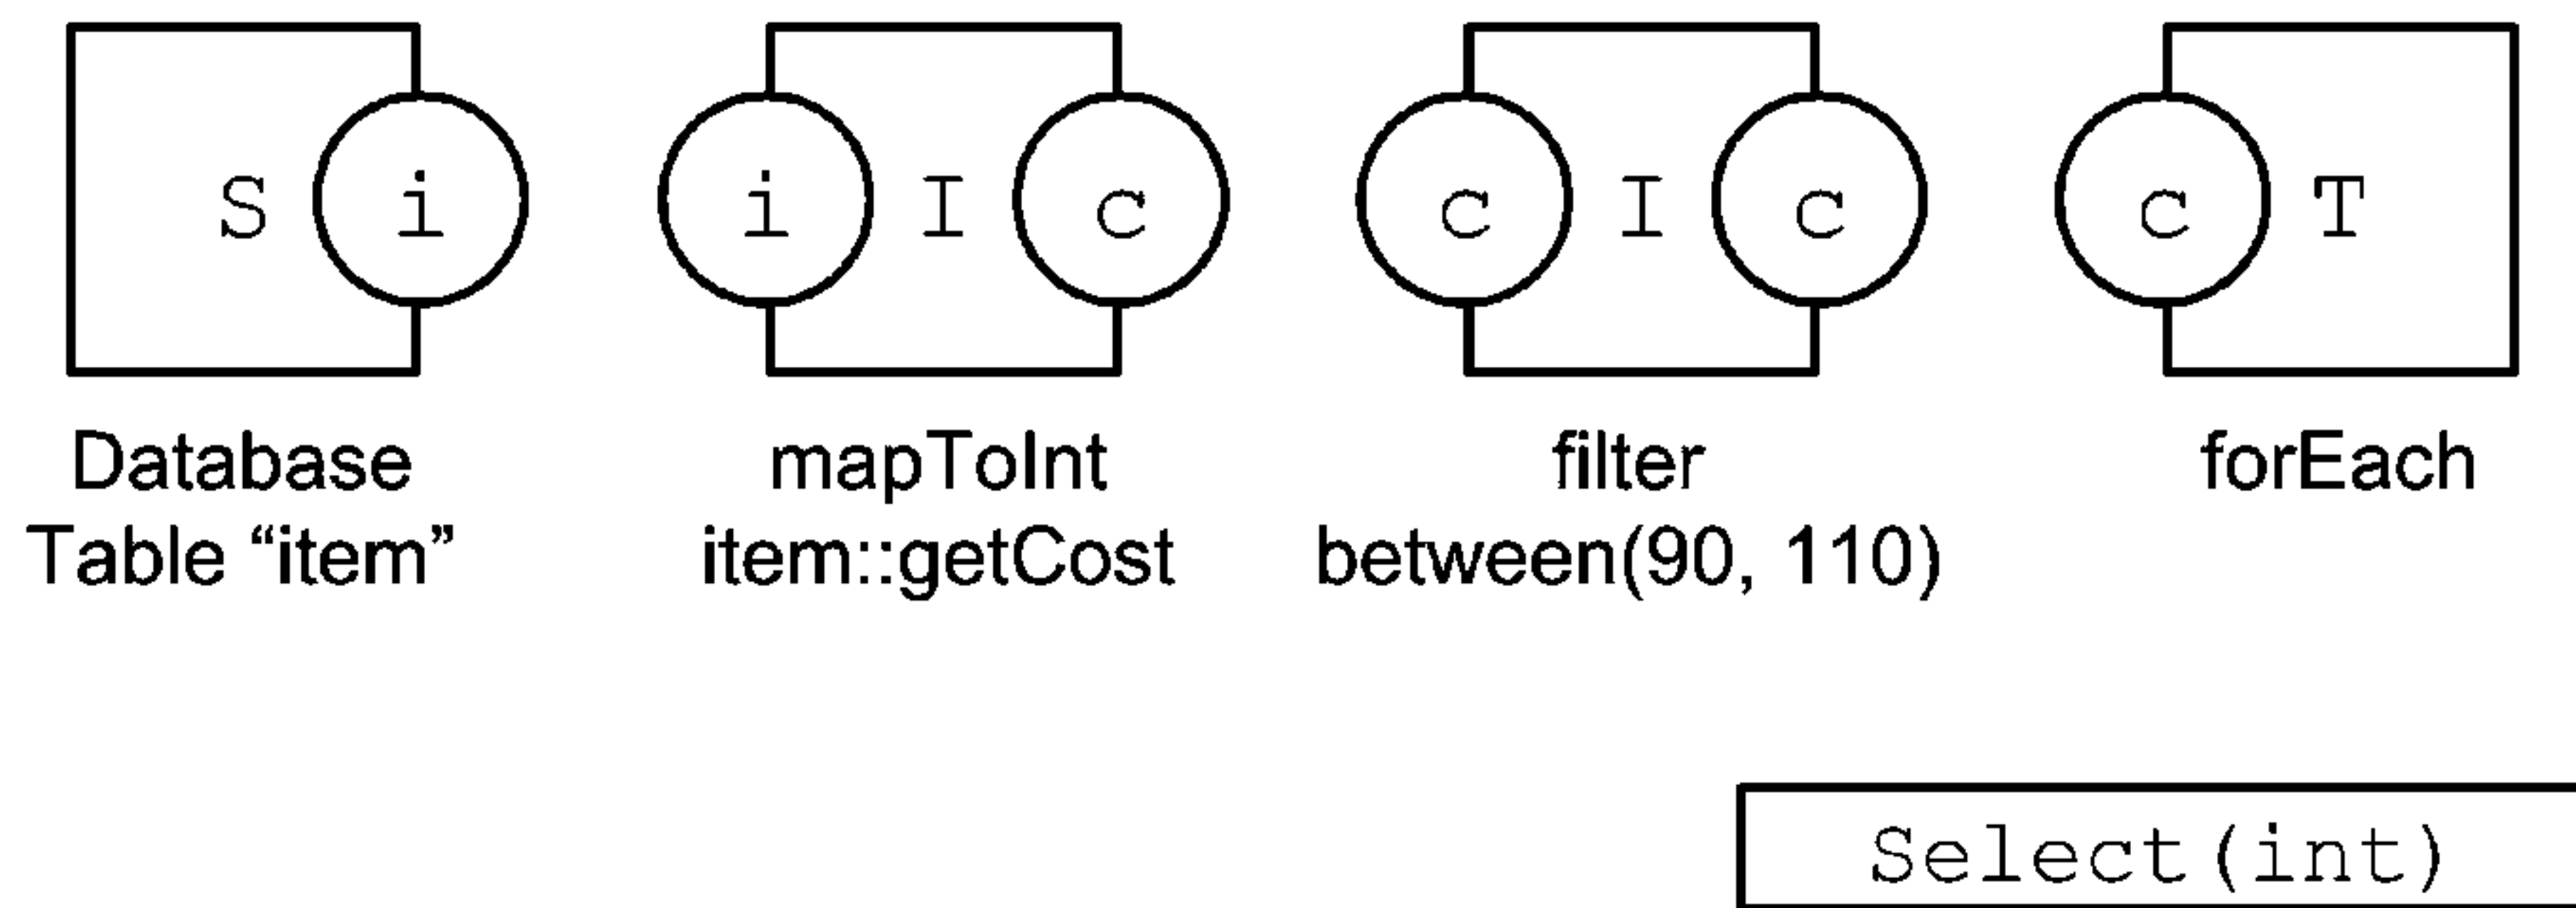 S i i I c c I c c T
Database mapToInt filter forEach
Table “item” item::getCost between(90, 110)
Select(int)